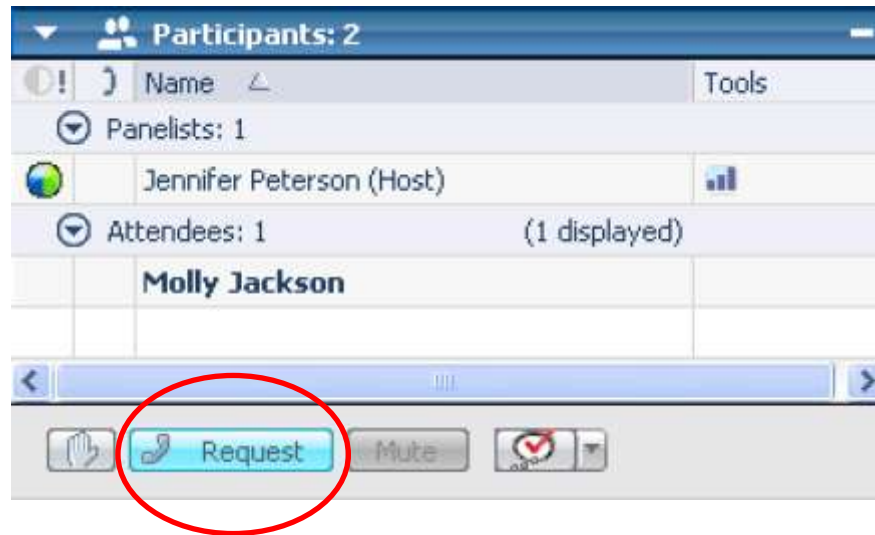 Participants: 2
! Name Tools
Panelists: 1
Jennifer Peterson (Host)
Attendees: 1 (1 displayed)
Molly Jackson
Request Mute